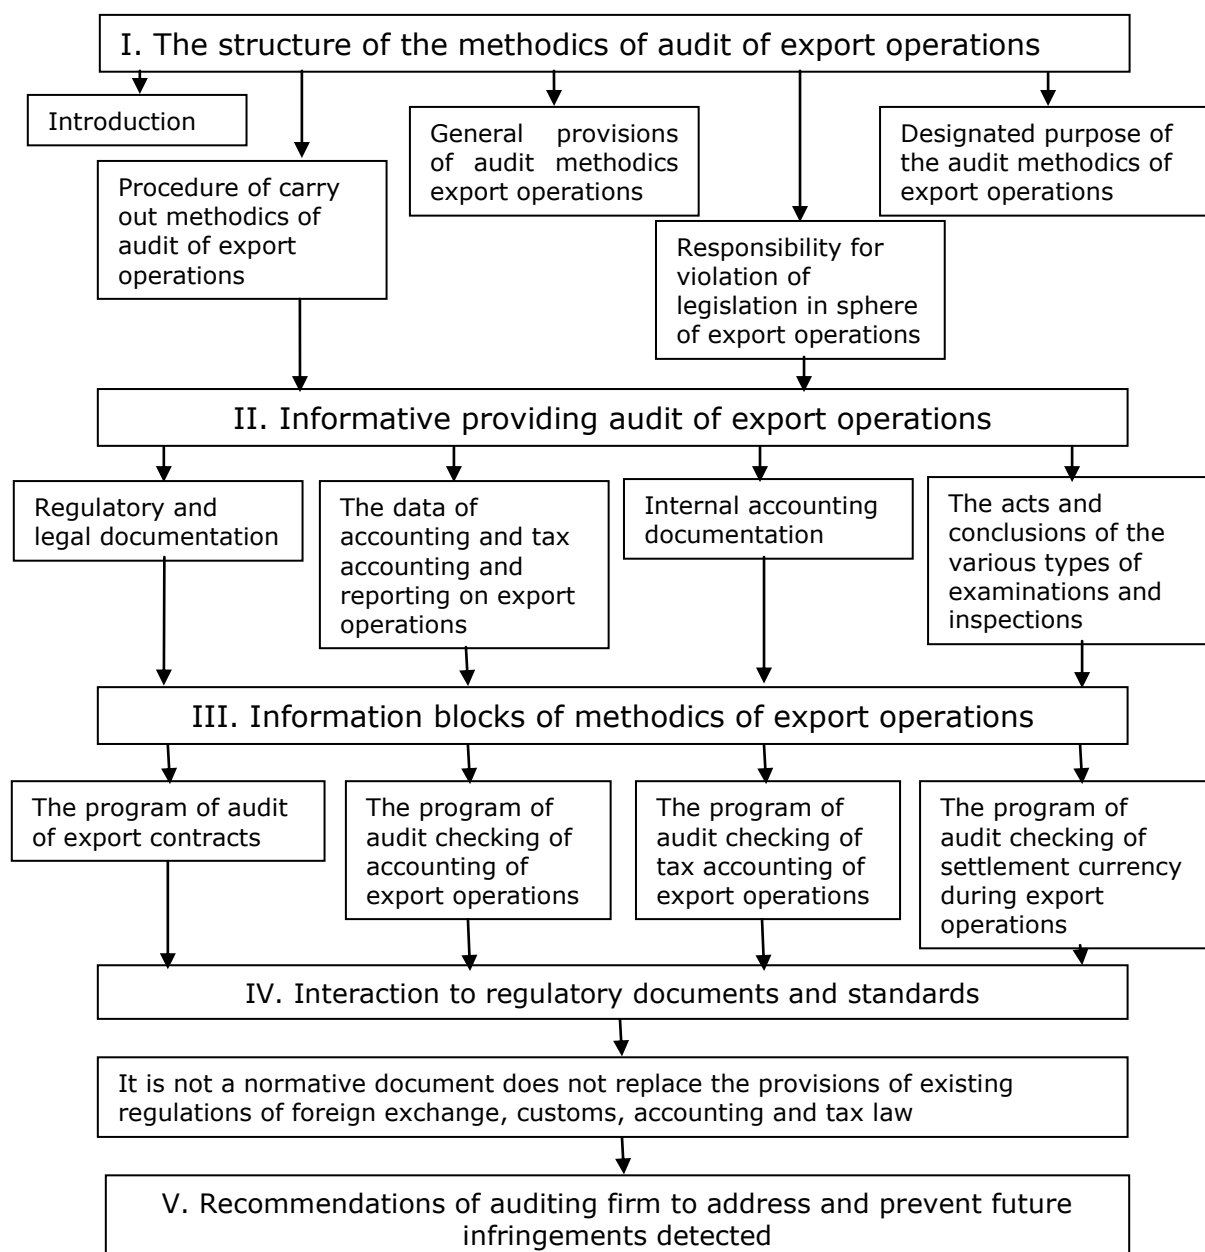 I. The structure of the methodics of audit of export operations
Introduction
General provisions
of audit methodics
export operations
Designated purpose of
the audit methodics of
export operations
Procedure of carry
out methodics of
audit of export
operations
Responsibility for
violation of
legislation in sphere
of export operations
II. Informative providing audit of export operations
Regulatory and
legal documentation
The data of
accounting and tax
accounting and
reporting on export
operations
Internal accounting
documentation
The acts and
conclusions of the
various types of
examinations and
inspections
III. Information blocks of methodics of export operations
The program of audit
of export contracts
The program of
audit checking of
accounting of
export operations
The program of
audit checking of
tax accounting of
export operations
The program of
audit checking of
settlement currency
during export
operations
IV. Interaction to regulatory documents and standards
It is not a normative document does not replace the provisions of existing
regulations of foreign exchange, customs, accounting and tax law
V. Recommendations of auditing firm to address and prevent future
infringements detected